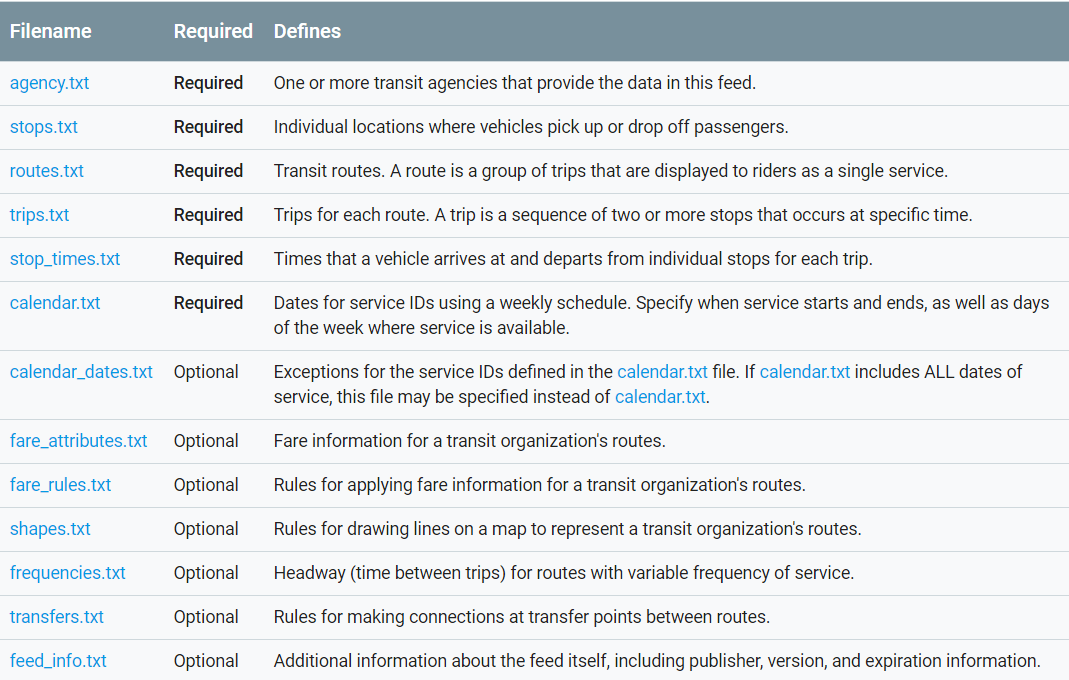 Filename Required Defines
agency.txt Required One or more transit agencies that provide the data in this feed.
stops.txt Required Individual locations where vehicles pick up or drop off passengers.
routes.txt Required Transit routes. A route is a group of trips that are displayed to riders as a single service.
trips.txt Required Trips for each route. A trip is a sequence of two or more stops that occurs at specific time.
stop_times.txt Required Times that a vehicle arrives at and departs from individual stops for each trip.
calendar.txt Required Dates for service IDs using a weekly schedule. Specify when service starts and ends, as well as days
of the week where service is available.
calendar_dates.txt Optional Exceptions for the service IDs defined in the calendar.txt file. If calendar.txt includes ALL dates of
service, this file may be specified instead of calendar.txt.
fare_attributes.txt Optional Fare information for a transit organization's routes.
fare_rules.txt Optional Rules for applying fare information for a transit organization's routes.
shapes.txt Optional Rules for drawing lines on a map to represent a transit organization's routes.
frequencies.txt Optional Headway (time between trips) for routes with variable frequency of service.
transfers.txt Optional Rules for making connections at transfer points between routes.
feed_info.txt Optional Additional information about the feed itself, including publisher, version, and expiration information.